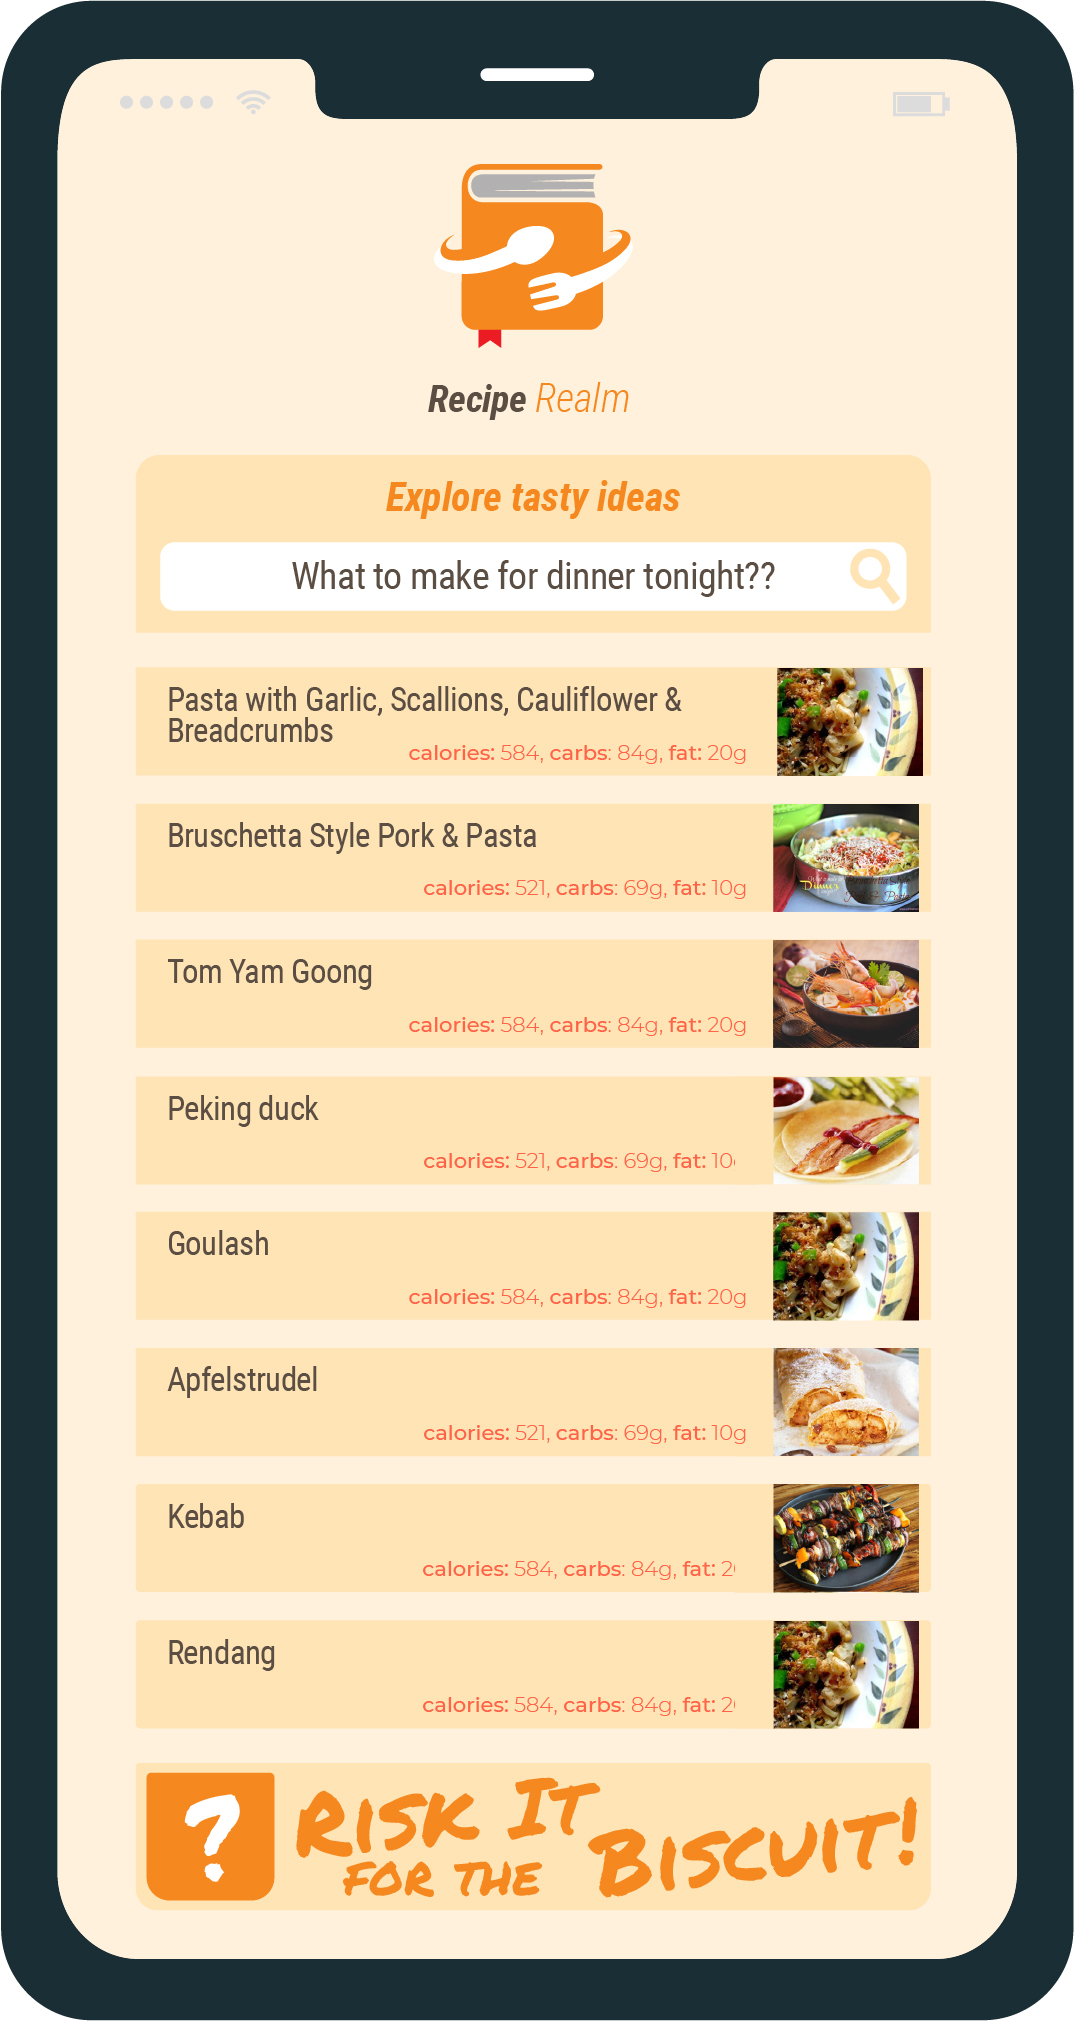 Recipe Realm
Explore tasty ideas
What to make for dinner tonight??
Pasta with Garlic, Scallions, Cauliflower &
Breadcrumbs
calories: 584, carbs: 84g, fat: 20g
Bruschetta Style Pork & Pasta
calories: 521, carbs: 69g, fat: 10g
Dinner
Tom Yam Goong
calories: 584, carbs: 84g, fat: 20g
Peking duck
calories: 521, carbs: 69g, fat: 10
Goulash
calories: 584, carbs: 84g, fat: 20g
Apfelstrudel
calories: 521, carbs: 69g, fat: 10g
Kebab
calories: 584, carbs: 84g, fat: 2
Rendang
calories: 584, carbs: 84g, fat: 2
? Risk It
for the Biscuit!